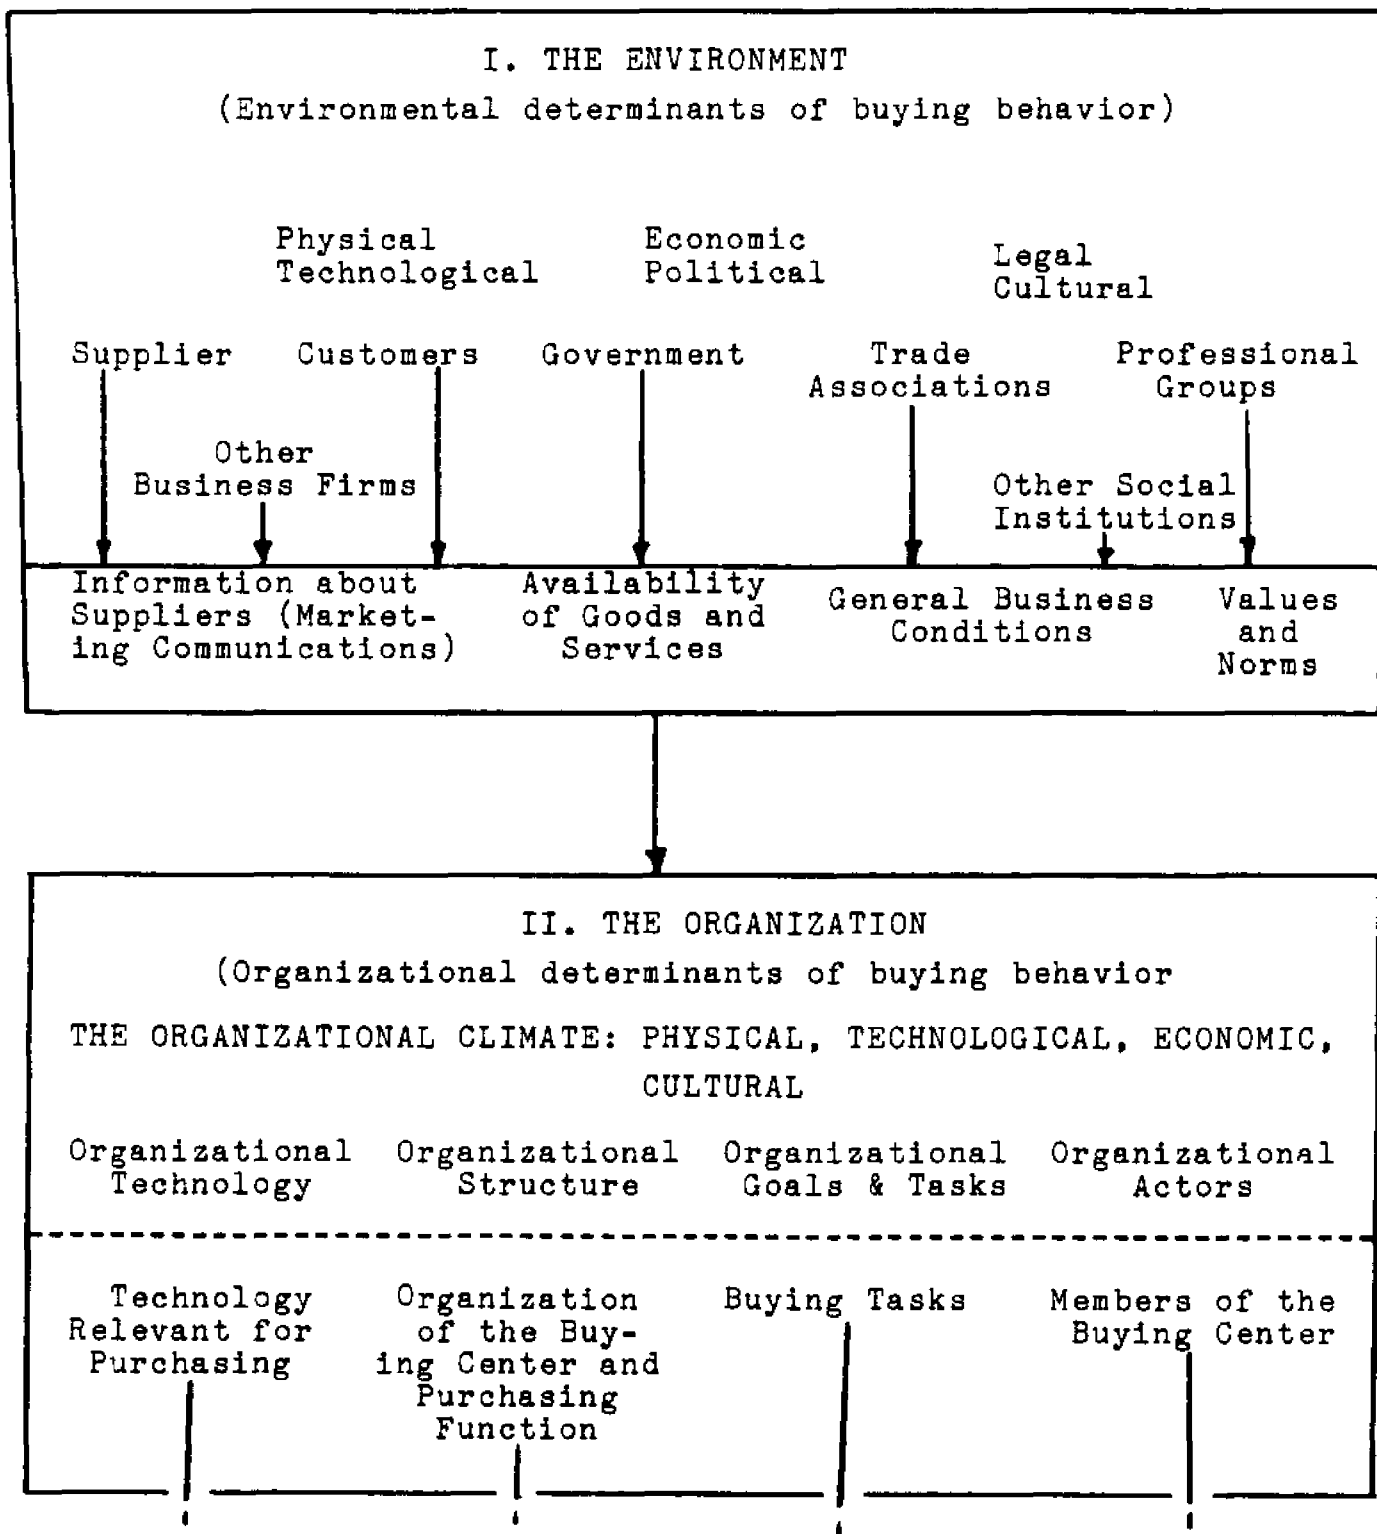 I. THE ENVIRONMENT
(Environmental determinants of buying behavior)
Physical
Technological
Economic
Political
Legal
Cultural
Supplier
Customers
Government
Trade
Associations
Professional
Groups
Other
Business Firms
Other Social
Institutions
Information about
Suppliers (Market-
ing Communications)
Availability
of Goods and
Services
General Business
Conditions
Values
and
Norms
II. THE ORGANIZATION
(Organizational determinants of buying behavior
THE ORGANIZATIONAL CLIMATE: PHYSICAL, TECHNOLOGICAL, ECONOMIC,
CULTURAL
Organizational
Technology
Organizational
Structure
Organizational
Goals & Tasks
Organizational
Actors
Technology
Relevant for
Purchasing
Organization
of the Buy-
ing Center and
Purchasing
Function
Buying Tasks
Members of the
Buying Center